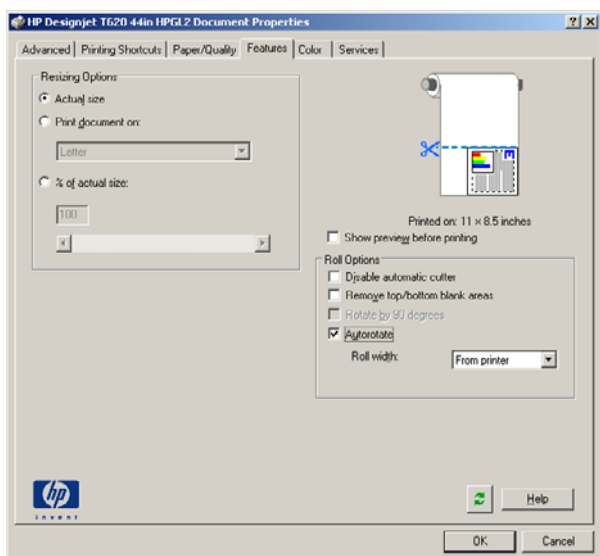 HP Designjet T620 44in HPGL2 Document Properties
Advanced Printing Shortcuts Paper/Quality Features Color Services
Resizing Options
Actual size
Print document on:
Letter
% of actual size:
100
Printed on: 11 × 8.5 inches
Show preview before printing
Roll Options
Disable automatic cutter
Remove top/bottom blank areas
Rotate by 90 degrees
Autorotate
Roll width: From printer
hp
invent
Help
OK Cancel